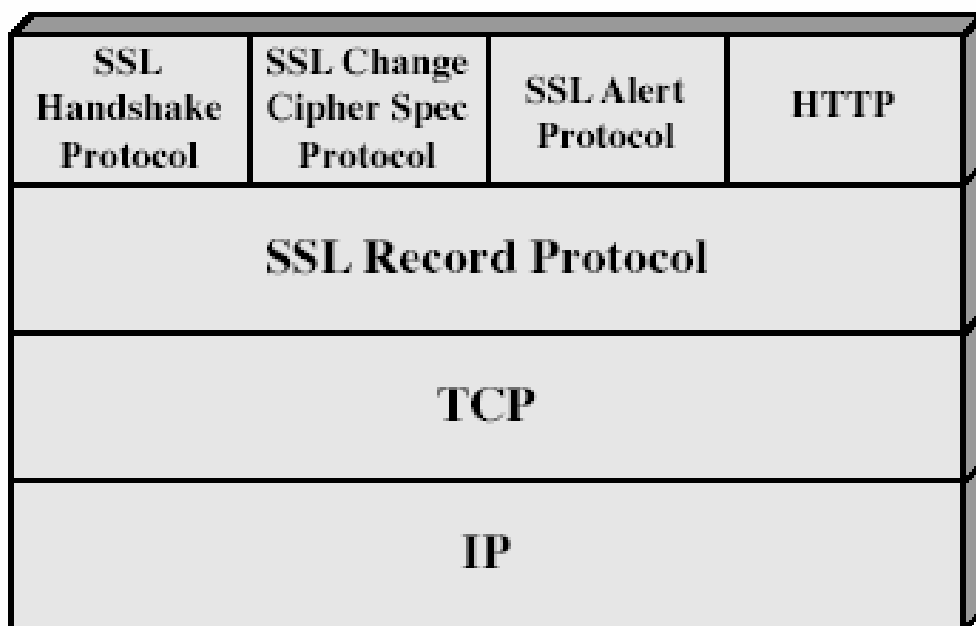 SSL
Handshake
Protocol
SSL Change
Cipher Spec
Protocol
SSL Alert
Protocol
HTTP
SSL Record Protocol
TCP
IP